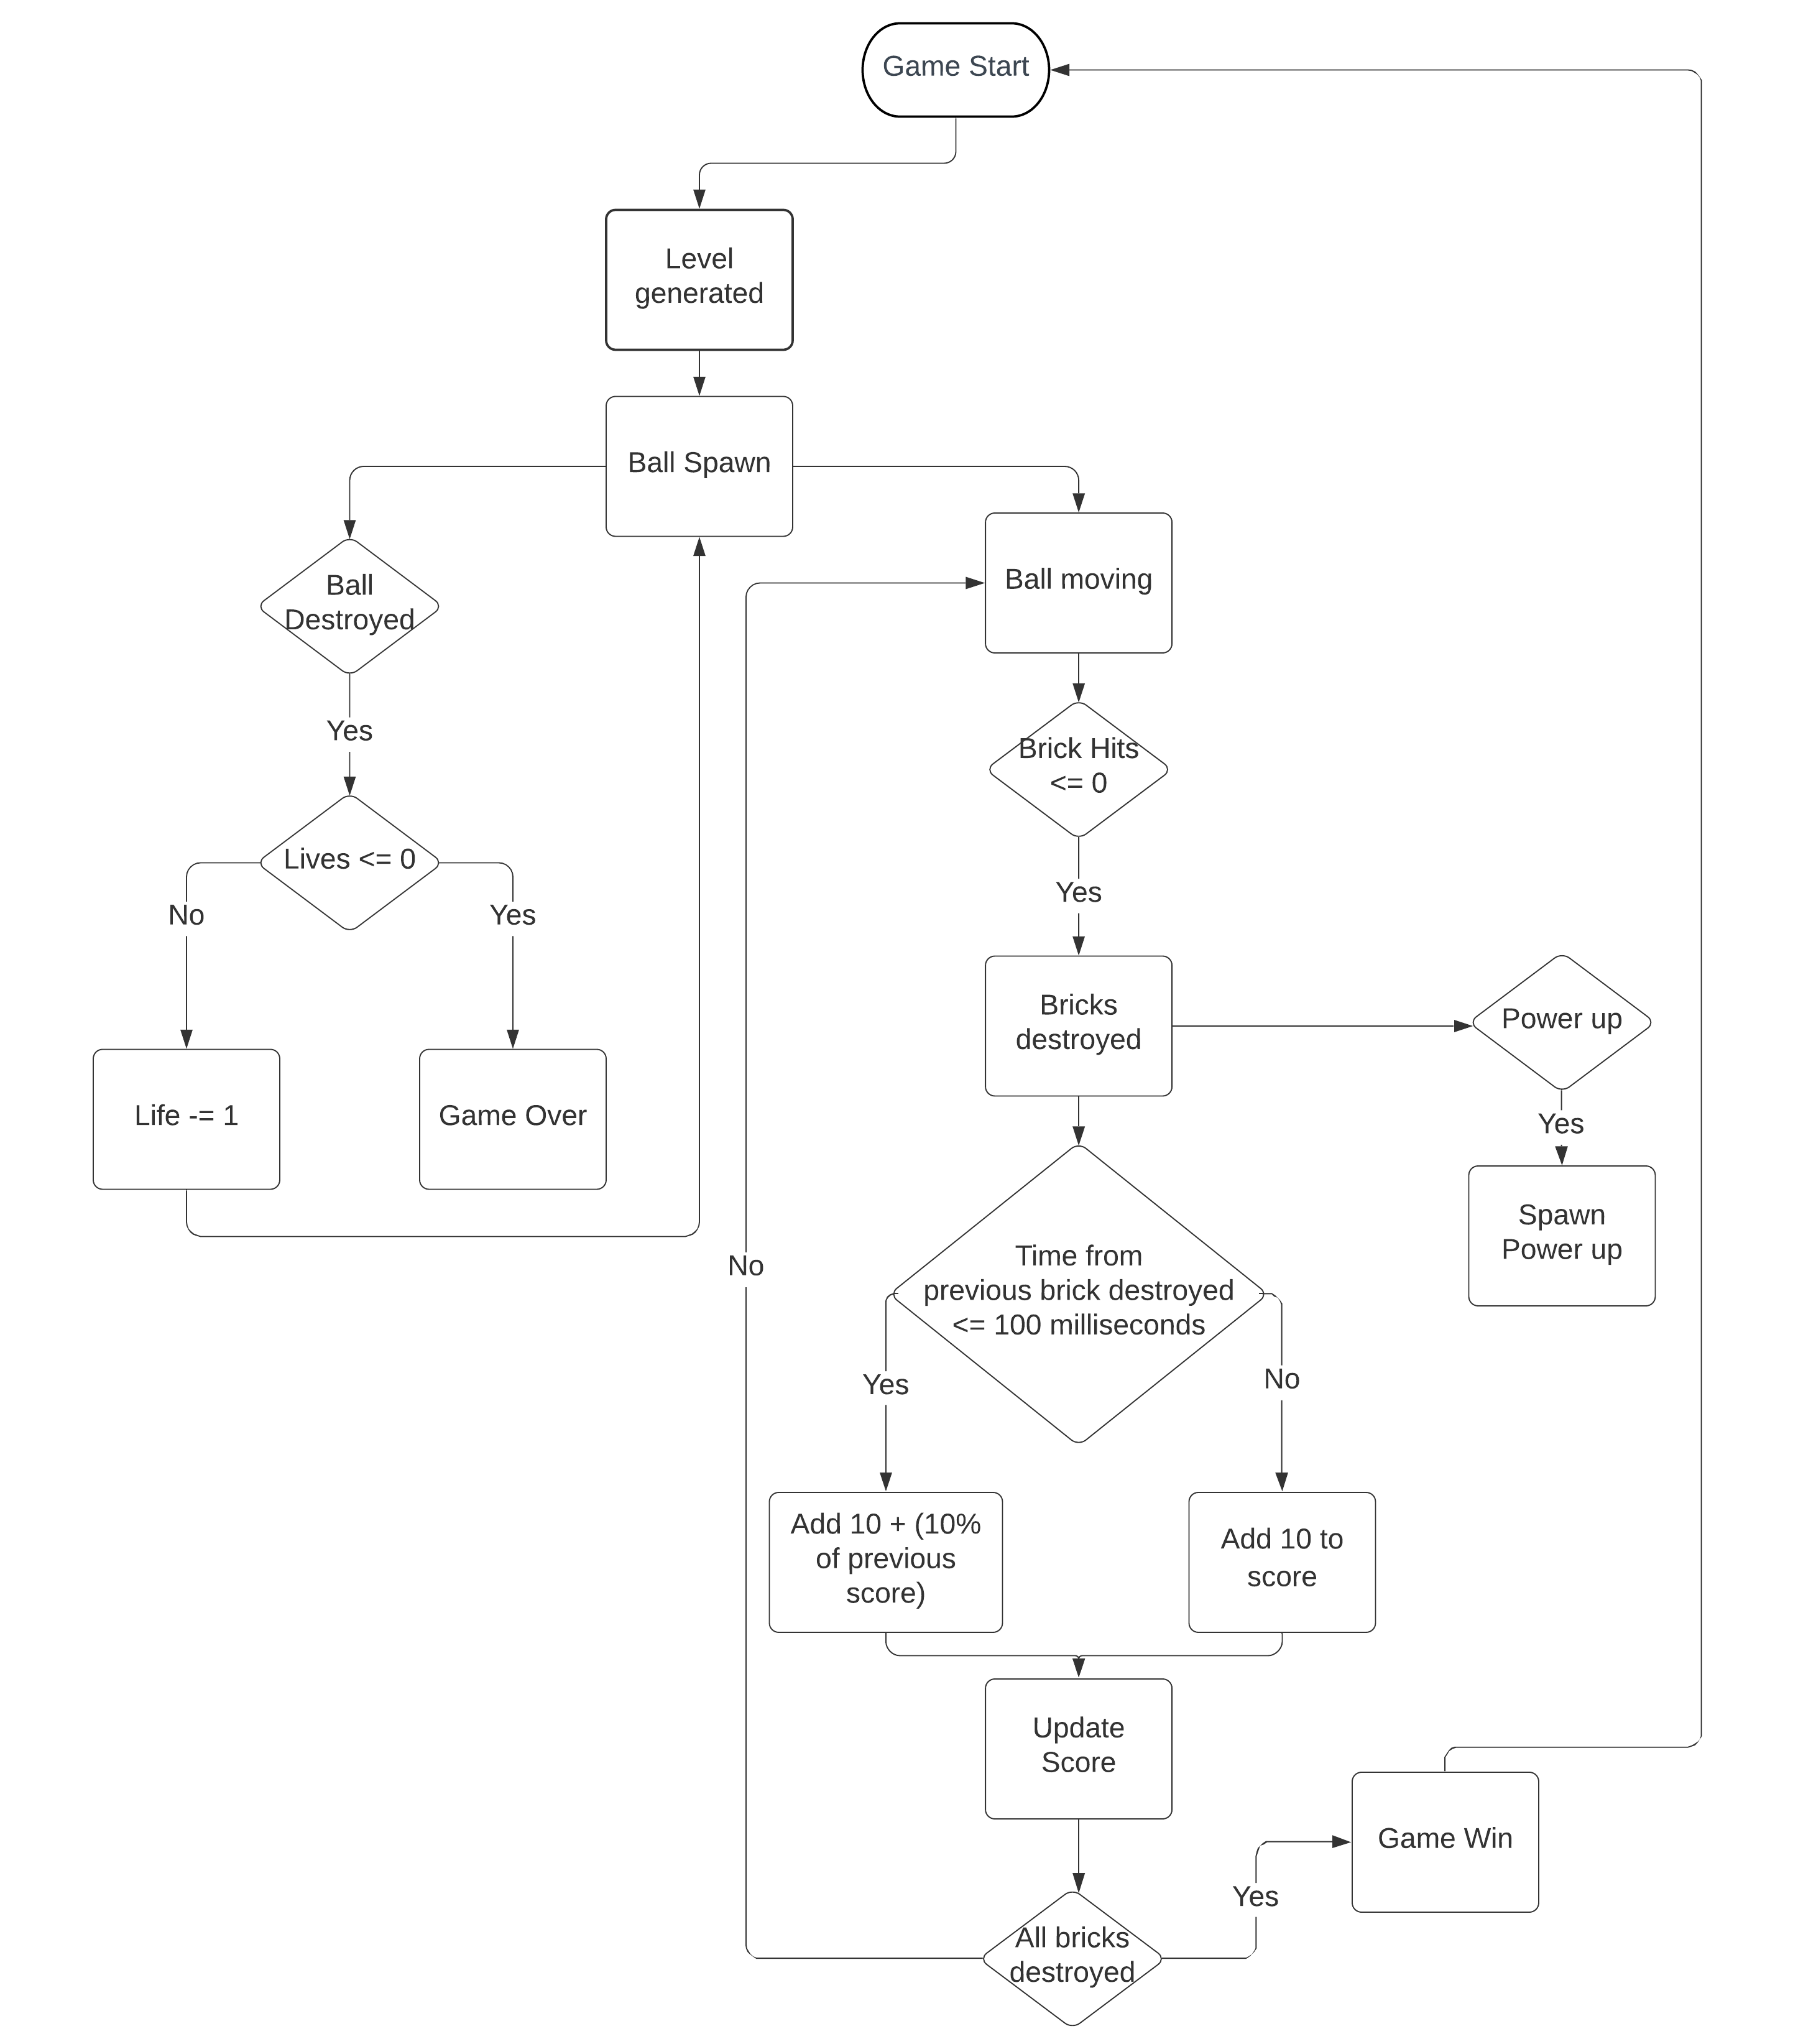 Game Start
Level
generated
Ball Spawn
Ball
Destroyed
Yes
Lives <= 0
No
Yes
Life -= 1
Game Over
Ball moving
Brick Hits
<= 0
Yes
Bricks
destroyed
Power up
Yes
Spawn
Power up
Time from
previous brick destroyed
<= 100 milliseconds
Yes
No
Add 10 + (10%
of previous
score)
Add 10 to
score
Update
Score
All bricks
destroyed
No
Yes
Game Win